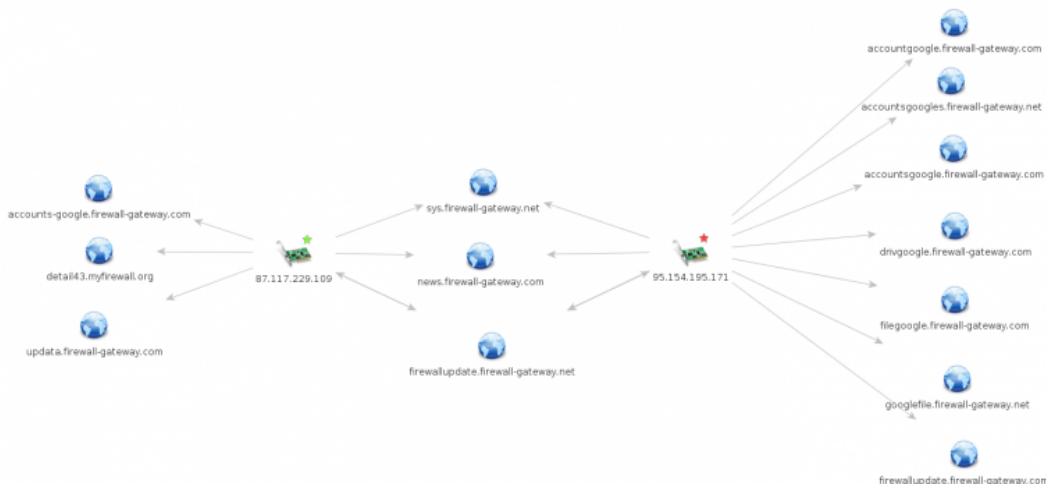 accountgoogle.firewall-gateway.com
accountsgoogles.firewall-gateway.net
accountsgoogle.firewall-gateway.com
sys.firewall-gateway.net
accounts-google.firewall-gateway.com
drivgoogle.firewall-gateway.com
detail43.myfirewall.org
87.117.229.109
news.firewall-gateway.com
95.154.195.171
filegoogle.firewall-gateway.com
updata.firewall-gateway.com
firewallupdate.firewall-gateway.net
googlefile.firewall-gateway.net
firewallupdate.firewall-gateway.com